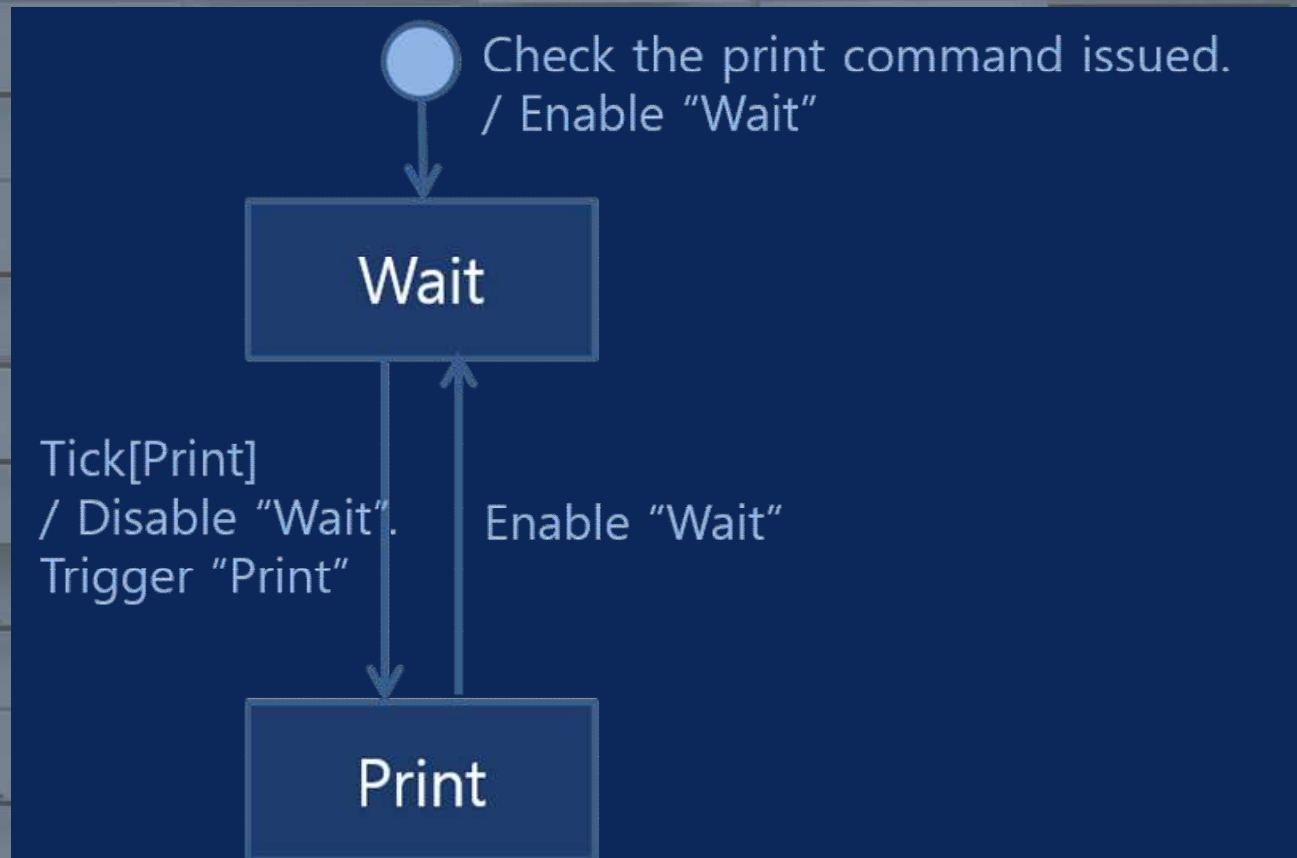 Check the print command issued.
/ Enable “Wait”
Wait
Tick[Print]
/ Disable “Wait”.
Trigger “Print”
Enable “Wait”
Print